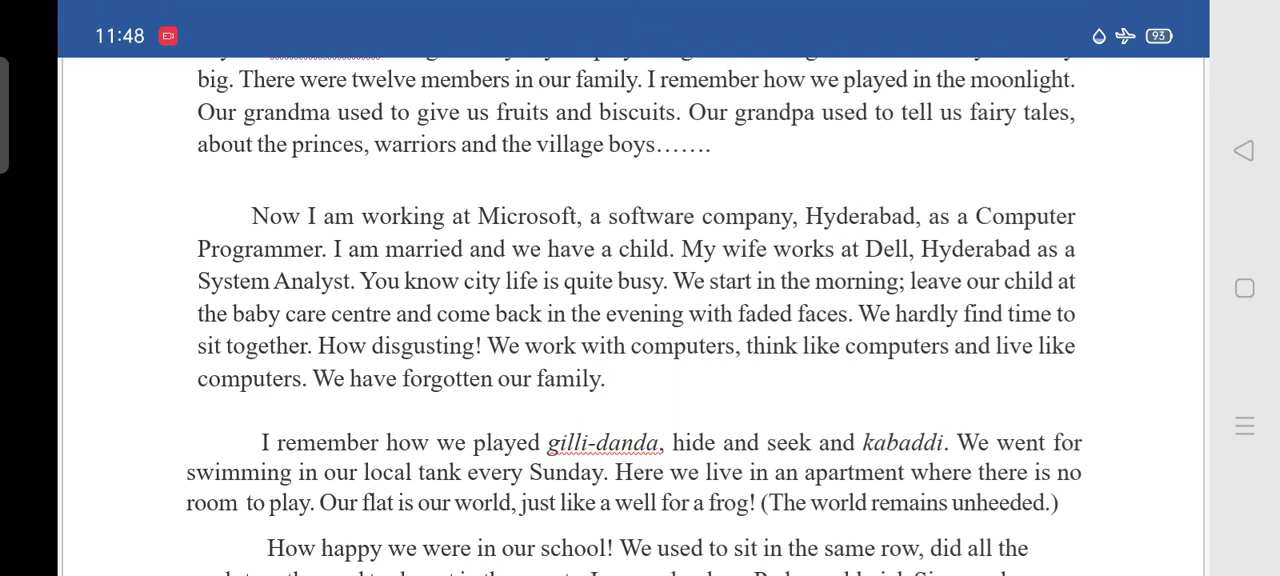 11:48
93
big. There were twelve members in our family. I remember how we played in the moonlight.
Our grandma used to give us fruits and biscuits. Our grandpa used to tell us fairy tales,
about the princes, warriors and the village boys…….
Now I am working at Microsoft, a software company, Hyderabad, as a Computer
Programmer. I am married and we have a child. My wife works at Dell, Hyderabad as a
System Analyst. You know city life is quite busy. We start in the morning; leave our child at
the baby care centre and come back in the evening with faded faces. We hardly find time to
sit together. How disgusting! We work with computers, think like computers and live like
computers. We have forgotten our family.
I remember how we played gilli-danda, hide and seek and kabaddi. We went for
swimming in our local tank every Sunday. Here we live in an apartment where there is no
room to play. Our flat is our world, just like a well for a frog! (The world remains unheeded.)
How happy we were in our school! We used to sit in the same row, did all the